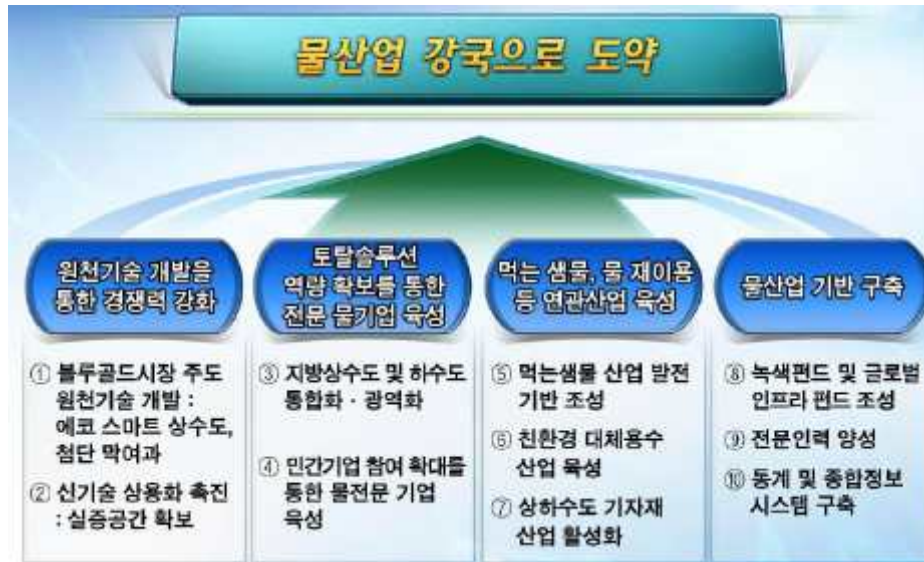 물산업 강국으로 도약
원천기술 개발을
통한 경쟁력 강화
① 블루골드시장 주도
원천기술 개발 :
에코 스마트 상수도,
첨단 막여과
② 신기술 상용화 촉진
: 실증공간 확보
토탈솔루션
역량 확보를 통한
전문 물기업 육성
③ 지방상수도 및 하수도
통합화 · 광역화
④ 민간기업 참여 확대를
통한 물전문 기업
육성
먹는 샘물, 물 재이용
등 연관산업 육성
⑤ 먹는샘물 산업 발전
기반 조성
⑥ 친환경 대체용수
산업 육성
⑦ 상하수도 기자재
산업 활성화
물산업 기반 구축
⑧ 녹색펀드 및 글로벌
인프라 펀드 조성
⑨ 전문인력 양성
⑩ 통계 및 종합정보
시스템 구축